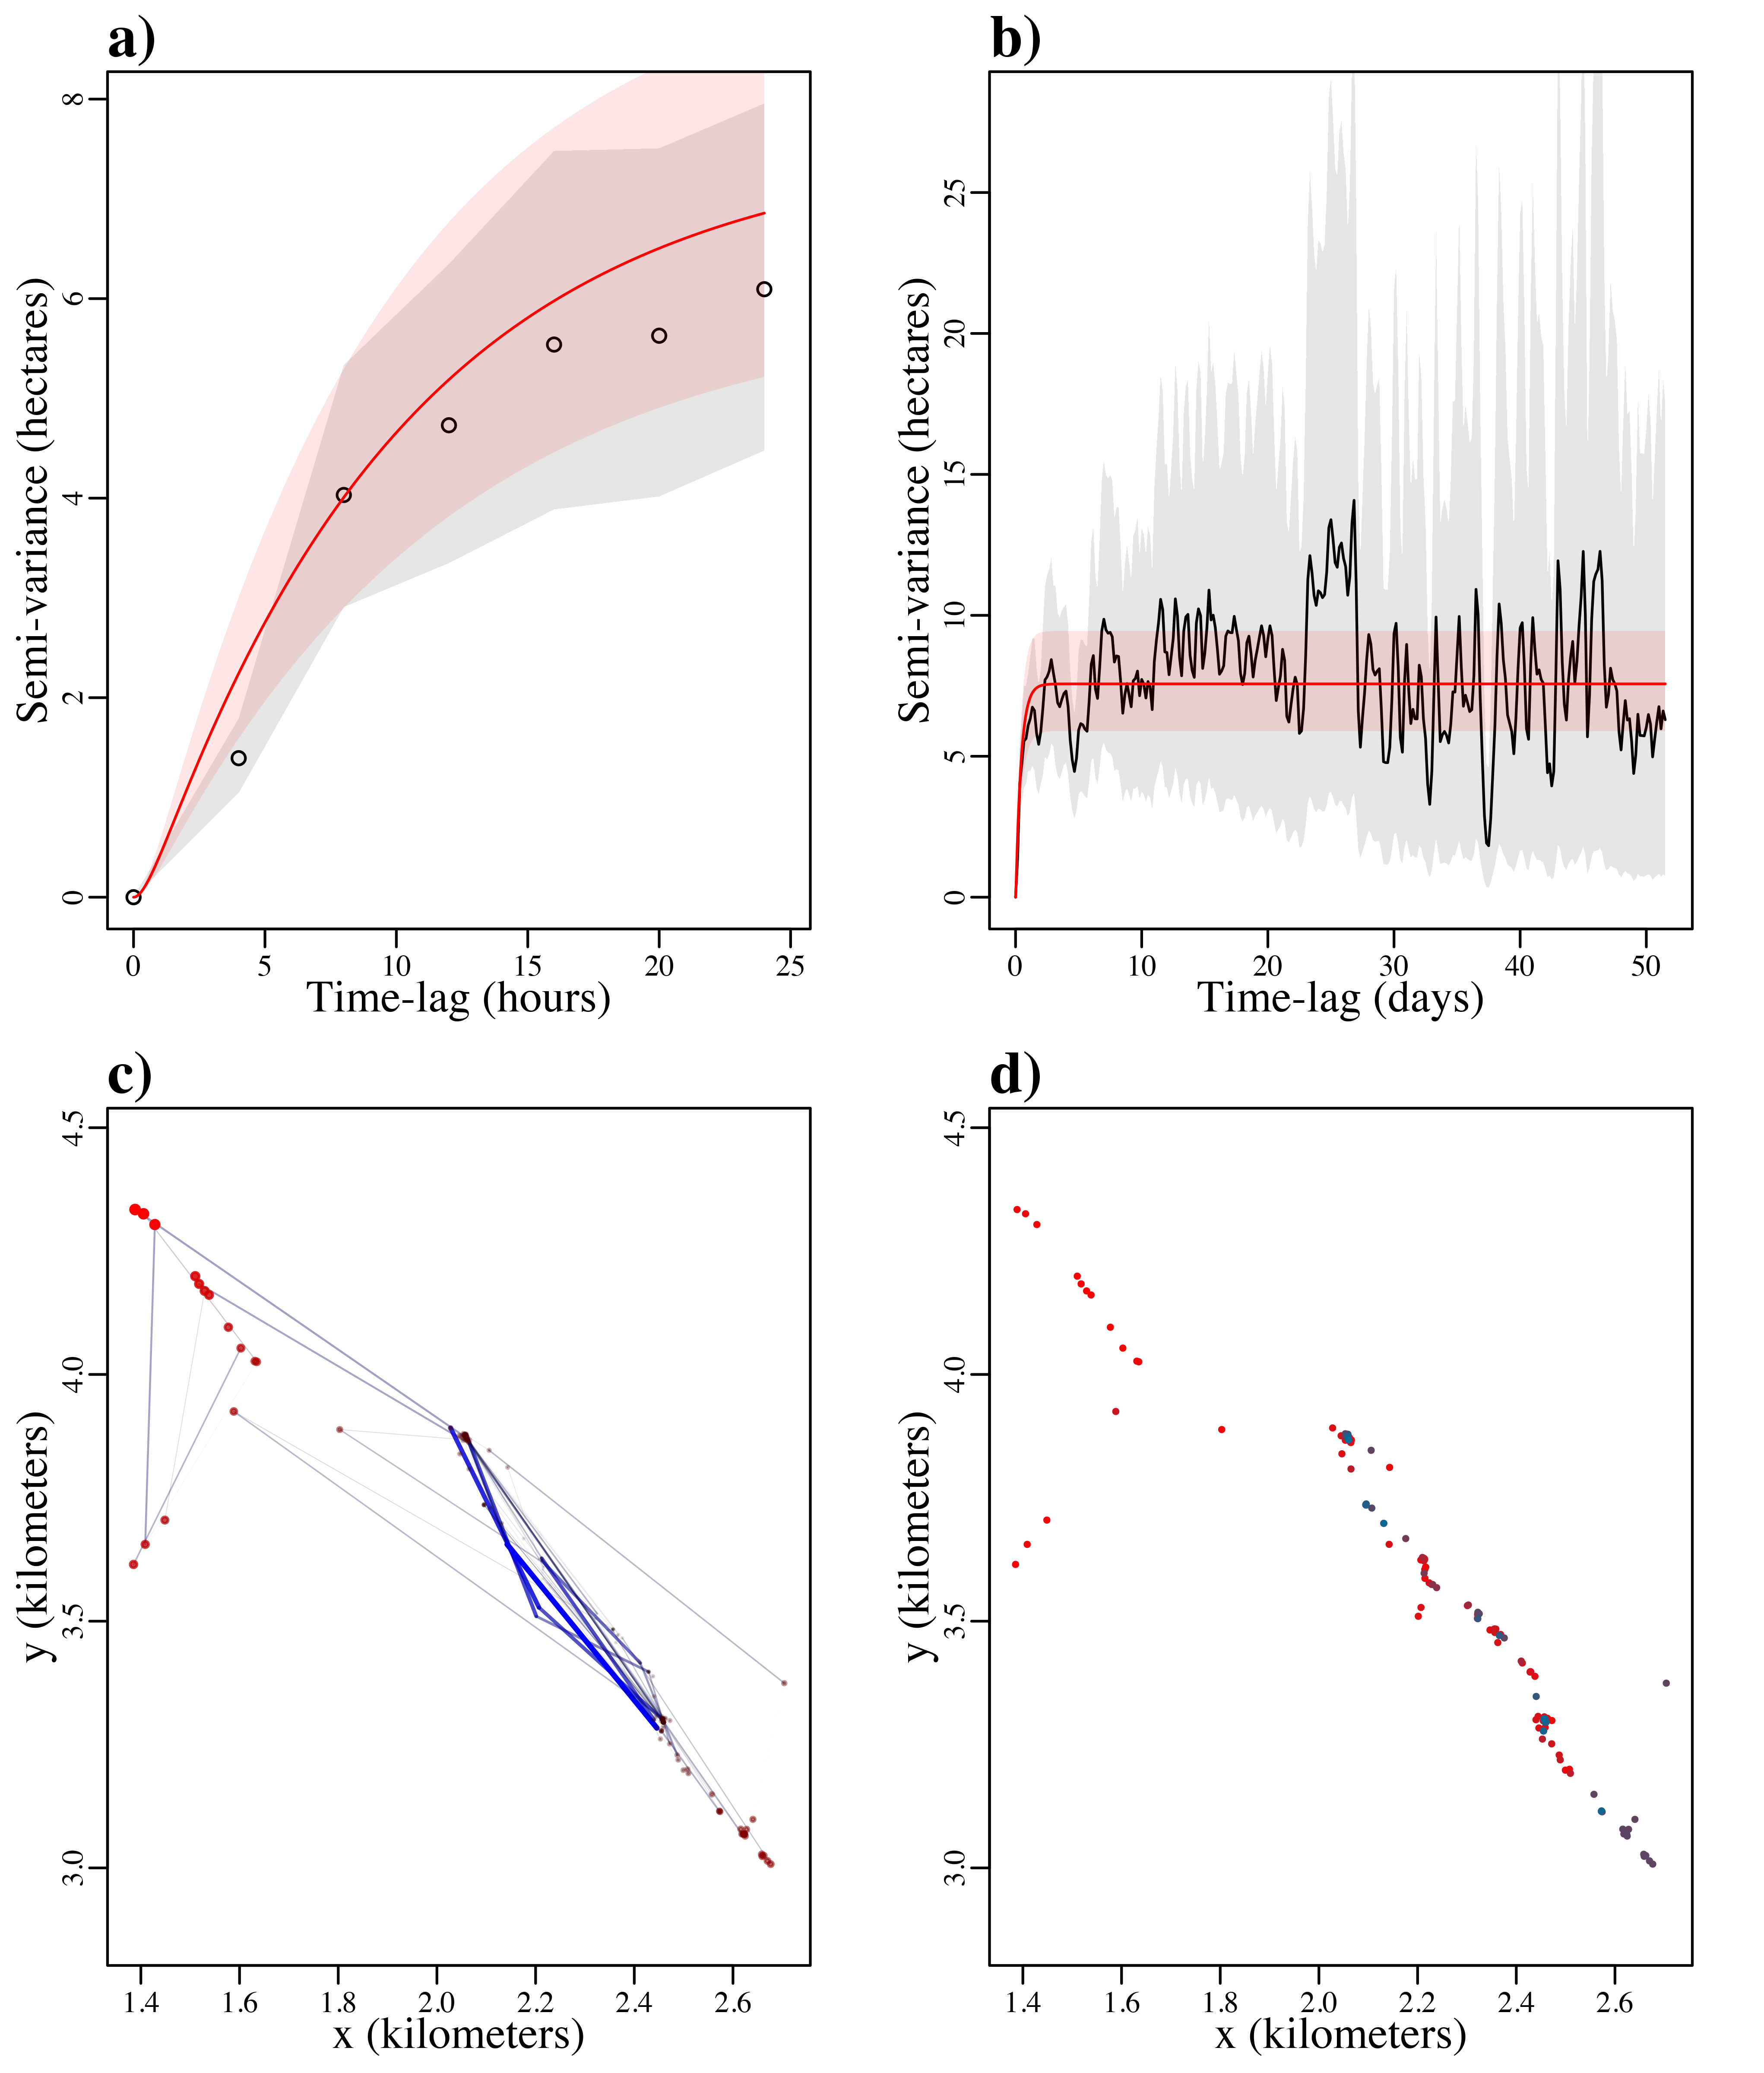 a)
Semi-variance (hectares)
8
6
4
2
0
0 5 10 15 20 25
Time-lag (hours)
b)
Semi-variance (hectares)
25
20
15
10
5
0
0 10 20 30 40 50
Time-lag (days)
c)
y (kilometers)
4.5
4.0
3.5
3.0
1.4 1.6 1.8 2.0 2.2 2.4 2.6
x (kilometers)
d)
y (kilometers)
4.5
4.0
3.5
3.0
1.4 1.6 1.8 2.0 2.2 2.4 2.6
x (kilometers)